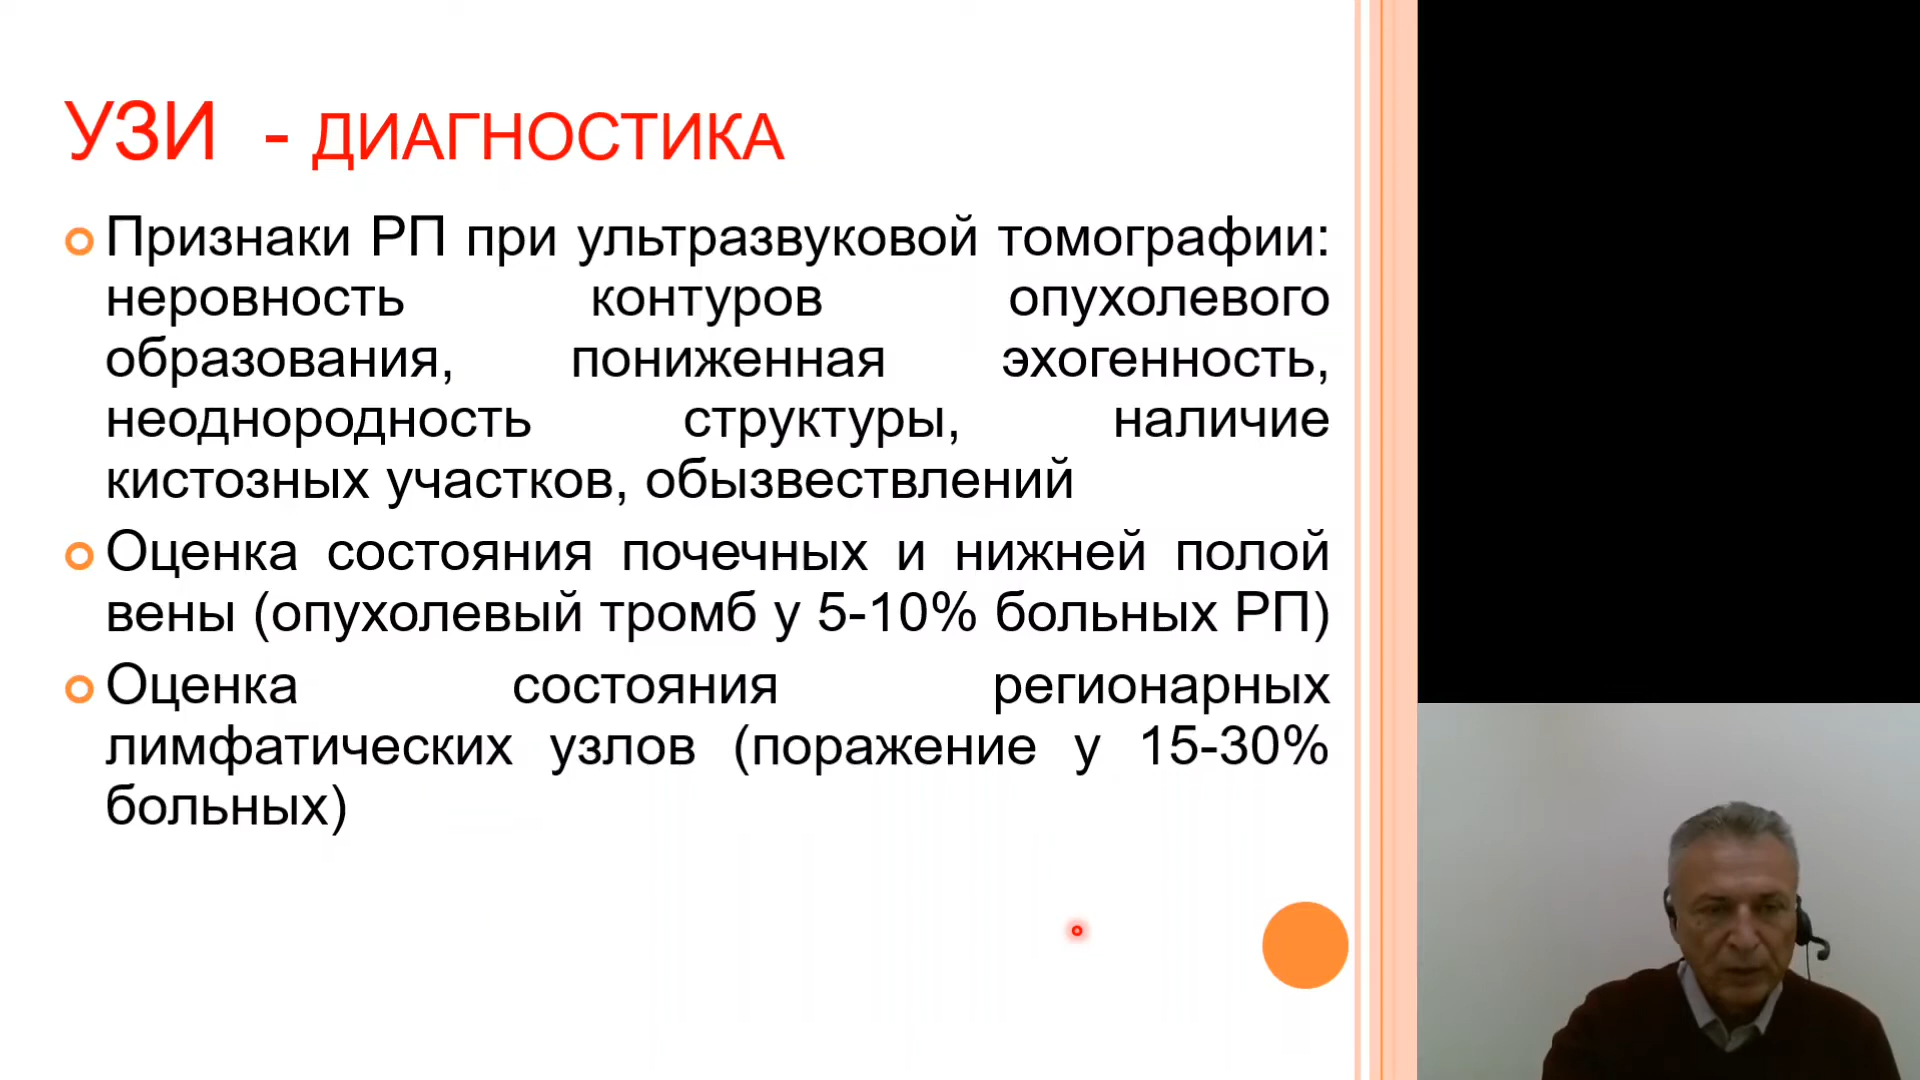 УЗИ - ДИАГНОСТИКА
Признаки РП при ультразвуковой томографии:
неровность контуров опухолевого
образования, пониженная эхогенность,
неоднородность структуры, наличие
кистозных участков, обызвествлений
Оценка состояния почечных и нижней полой
вены (опухолевый тромб у 5-10% больных РП)
Оценка состояния регионарных
лимфатических узлов (поражение у 15-30%
больных)